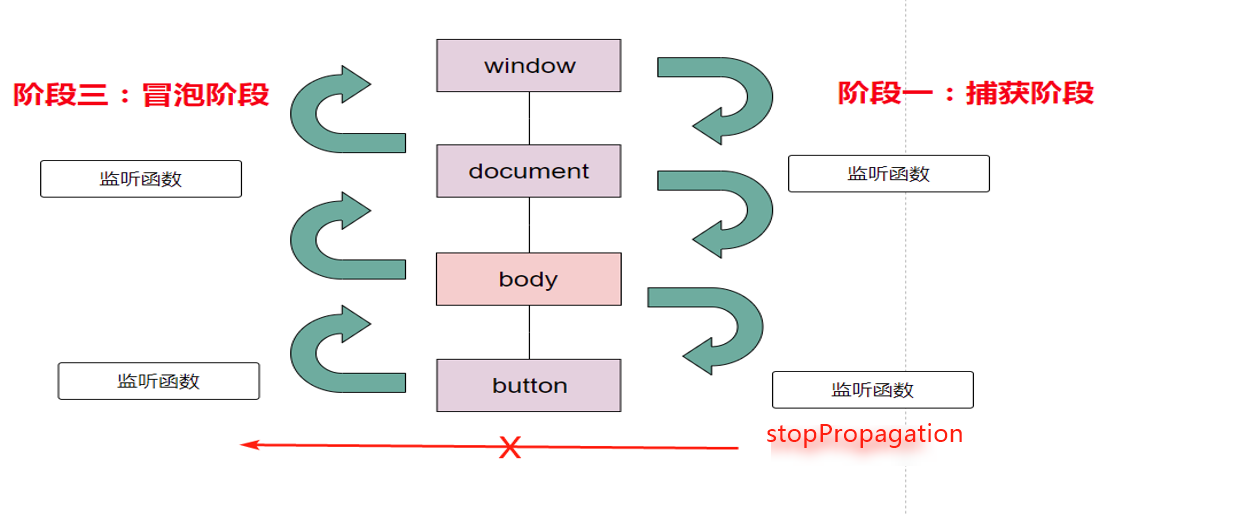 window
阶段三：冒泡阶段
阶段一：捕获阶段
document
监听函数
监听函数
body
button
监听函数
监听函数
stopPropagation
X